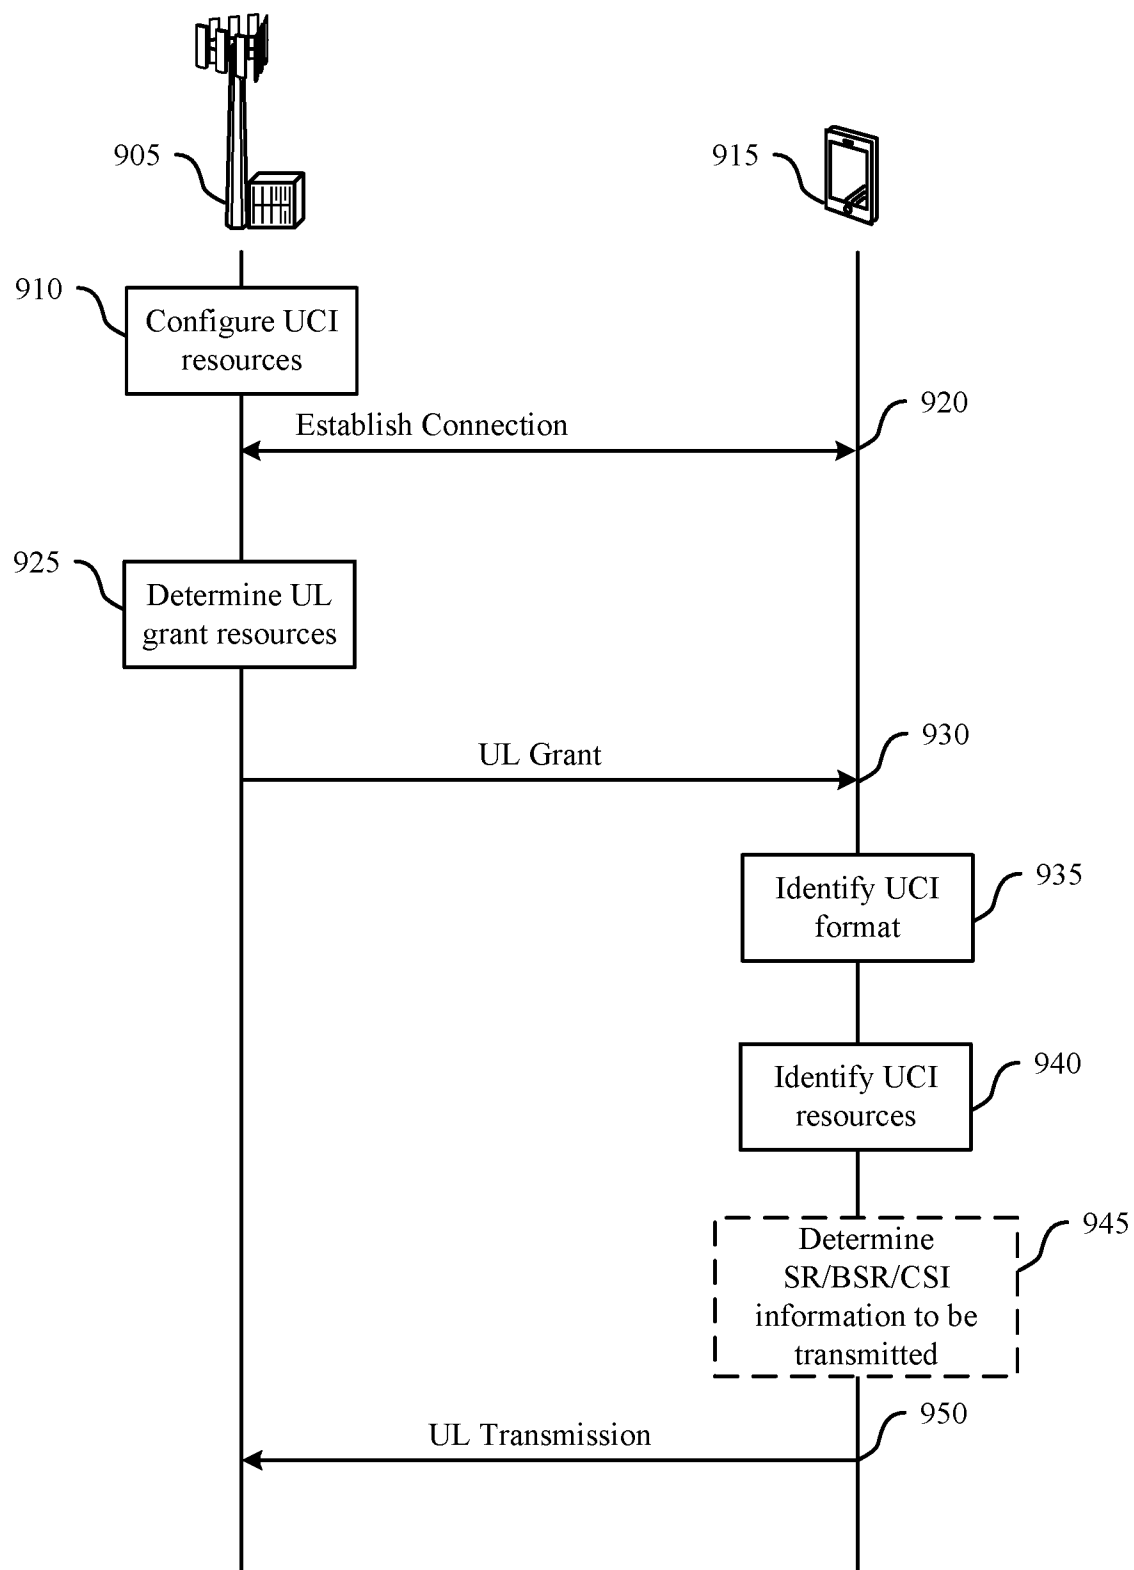 905
915
910
Configure UCI
resources
920
Establish Connection
925
Determine UL
grant resources
930
UL Grant
935
Identify UCI
format
940
Identify UCI
resources
945
Determine
SR/BSR/CSI
information to be
transmitted
950
UL Transmission